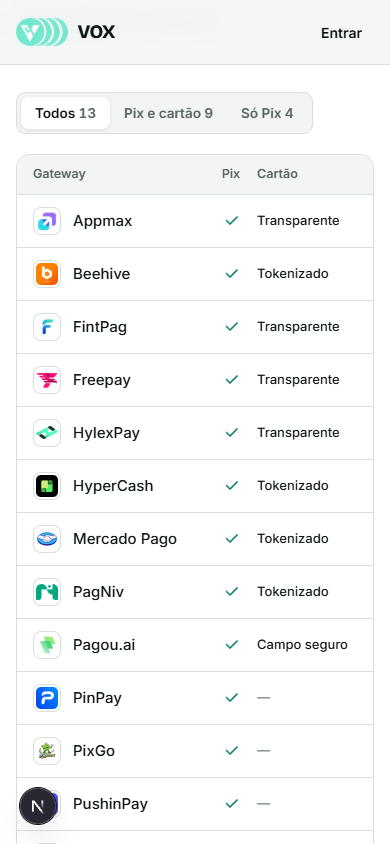 VOX
Entrar
Todos 13
Pix e cartão 9
Só Pix 4
Gateway Pix Cartão
Appmax Transparente
Beehive Tokenizado
FintPag Transparente
Freepay Transparente
HylexPay Transparente
HyperCash Tokenizado
Mercado Pago Tokenizado
PagNiv Tokenizado
Pagou.ai Campo seguro
PinPay —
PixGo —
N PushinPay —